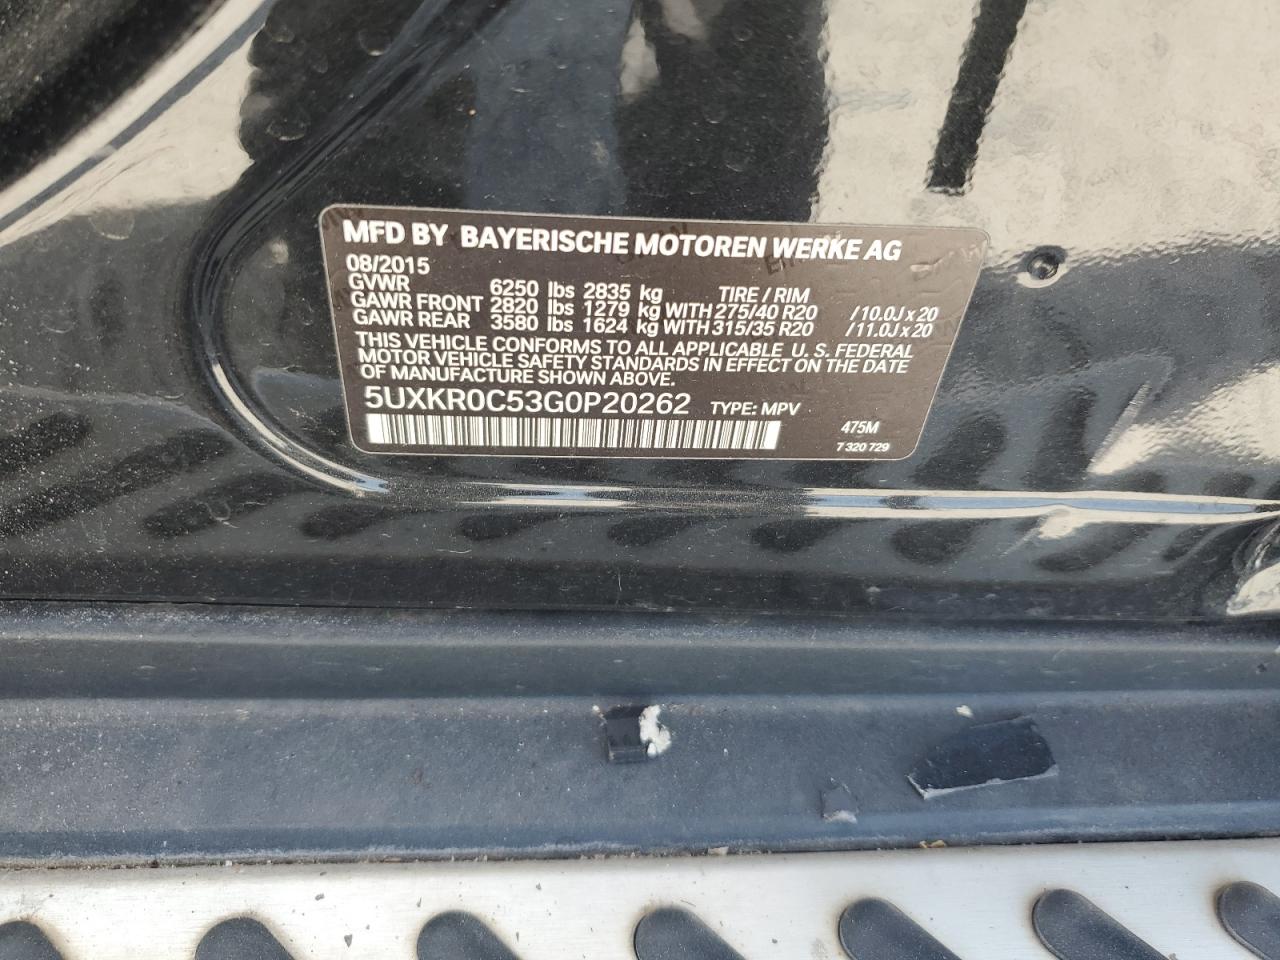 MFD BY BAYERISCHE MOTOREN WERKE AG
08/2015
GVWR 6250 lbs 2835 kg TIRE / RIM
GAWR FRONT 2820 lbs 1279 kg WITH 275/40 R20 /10.0J x 20
GAWR REAR 3580 lbs 1624 kg WITH 315/35 R20 /11.0J x 20
THIS VEHICLE CONFORMS TO ALL APPLICABLE U. S. FEDERAL
MOTOR VEHICLE SAFETY STANDARDS IN EFFECT ON THE DATE
OF MANUFACTURE SHOWN ABOVE.
5UXKR0C53G0P20262 TYPE: MPV
475M
7 320 729